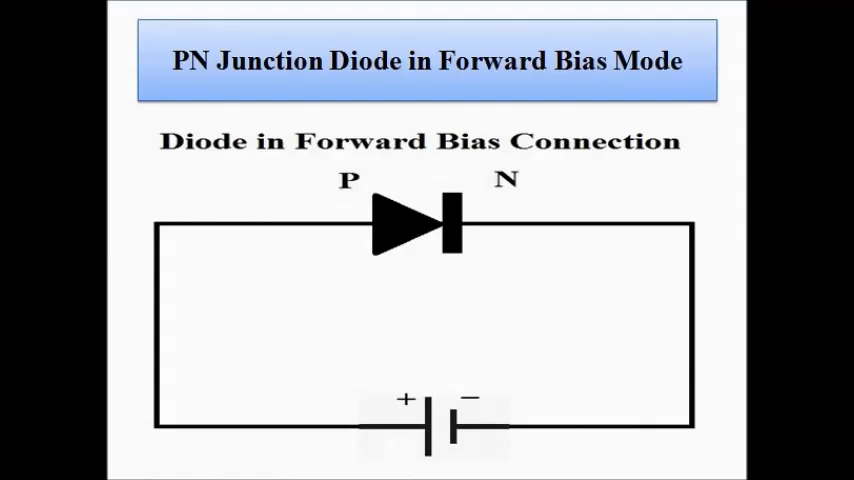 PN Junction Diode in Forward Bias Mode
Diode in Forward Bias Connection
P N
+ −